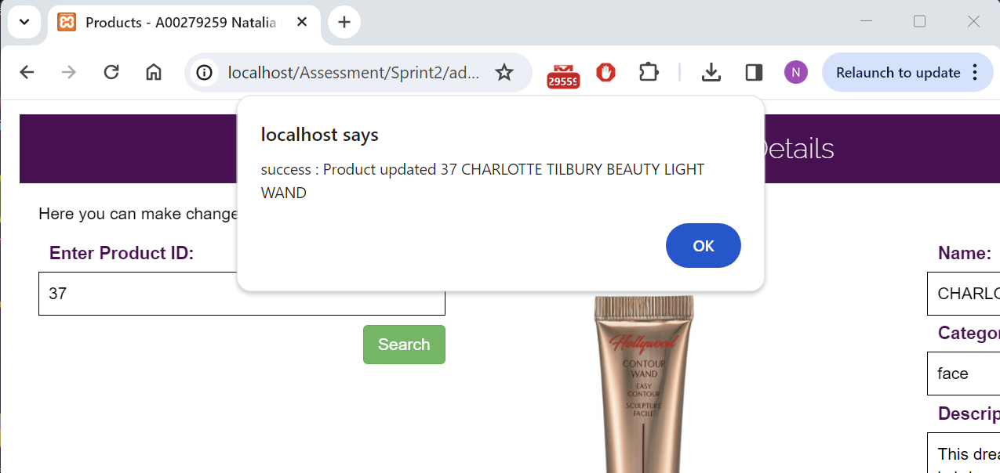 Products - A00279259 Natalia
localhost/Assessment/Sprint2/ad...
29559
N
Relaunch to update
localhost says
success : Product updated 37 CHARLOTTE TILBURY BEAUTY LIGHT
WAND
OK
Details
Here you can make change
Enter Product ID:
37
Search
Hollywood
CONTOUR
WAND
EASY
CONTOUR
SCULPTURE
FACILE
Name:
CHARLO
Categor
face
Descrip
This drea